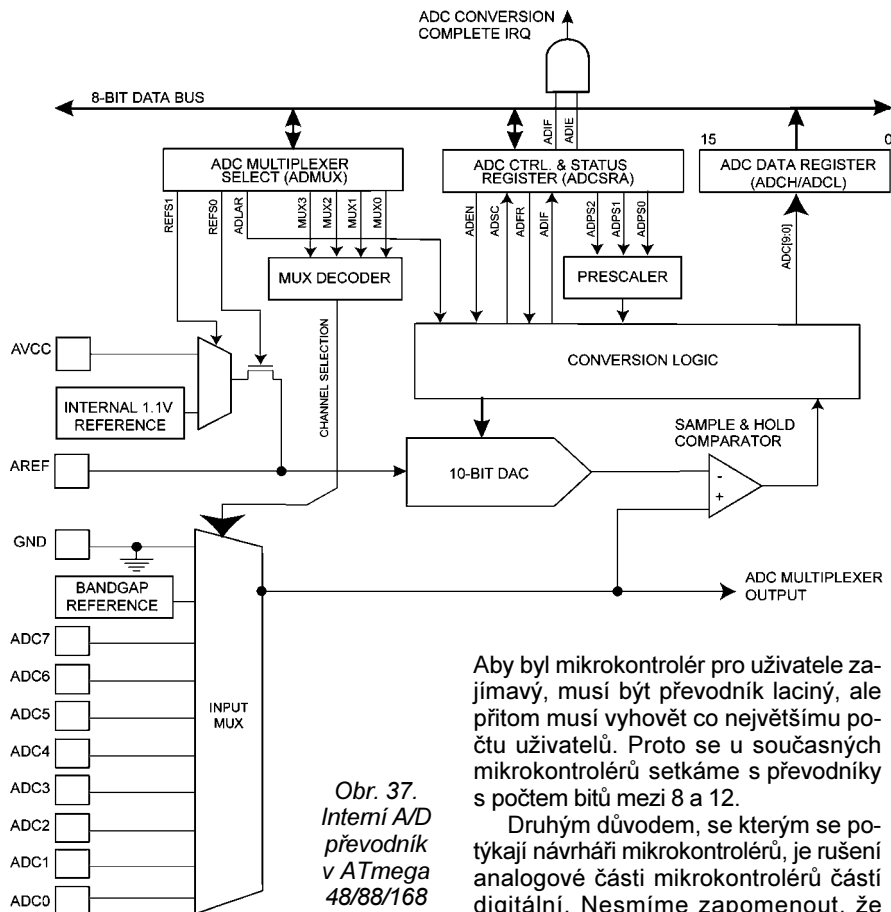 ADC CONVERSION
COMPLETE IRQ
8-BIT DATA BUS
ADIF
ADIE
15
0
ADC MULTIPLEXER
SELECT (ADMUX)
ADC CTRL. & STATUS
REGISTER (ADCSRA)
ADC DATA REGISTER
(ADCH/ADCL)
REFS1
REFS0
ADLAR
MUX3
MUX2
MUX1
MUX0
ADEN
ADSC
ADFR
ADIF
ADPS2
ADPS1
ADPS0
ADC[9:0]
MUX DECODER
PRESCALER
CHANNEL SELECTION
AVCC
CONVERSION LOGIC
INTERNAL 1.1V
REFERENCE
SAMPLE & HOLD
COMPARATOR
AREF
10-BIT DAC
-
+
GND
BANDGAP
REFERENCE
ADC MULTIPLEXER
OUTPUT
ADC7
ADC6
ADC5
ADC4
ADC3
ADC2
ADC1
ADC0
INPUT
MUX
Obr. 37.
Interní A/D
převodník
v ATmega
48/88/168
Aby byl mikrokontrolér pro uživatele za-
jímavý, musí být převodník laciný, ale
přitom musí vyhovět co největšímu po-
čtu uživatelů. Proto se u současných
mikrokontrolérů setkáme s převodníky
s počtem bitů mezi 8 a 12.
Druhým důvodem, se kterým se po-
týkají návrháři mikrokontrolérů, je rušení
analogové části mikrokontrolérů částí
digitální. Nesmíme zapomenout, že